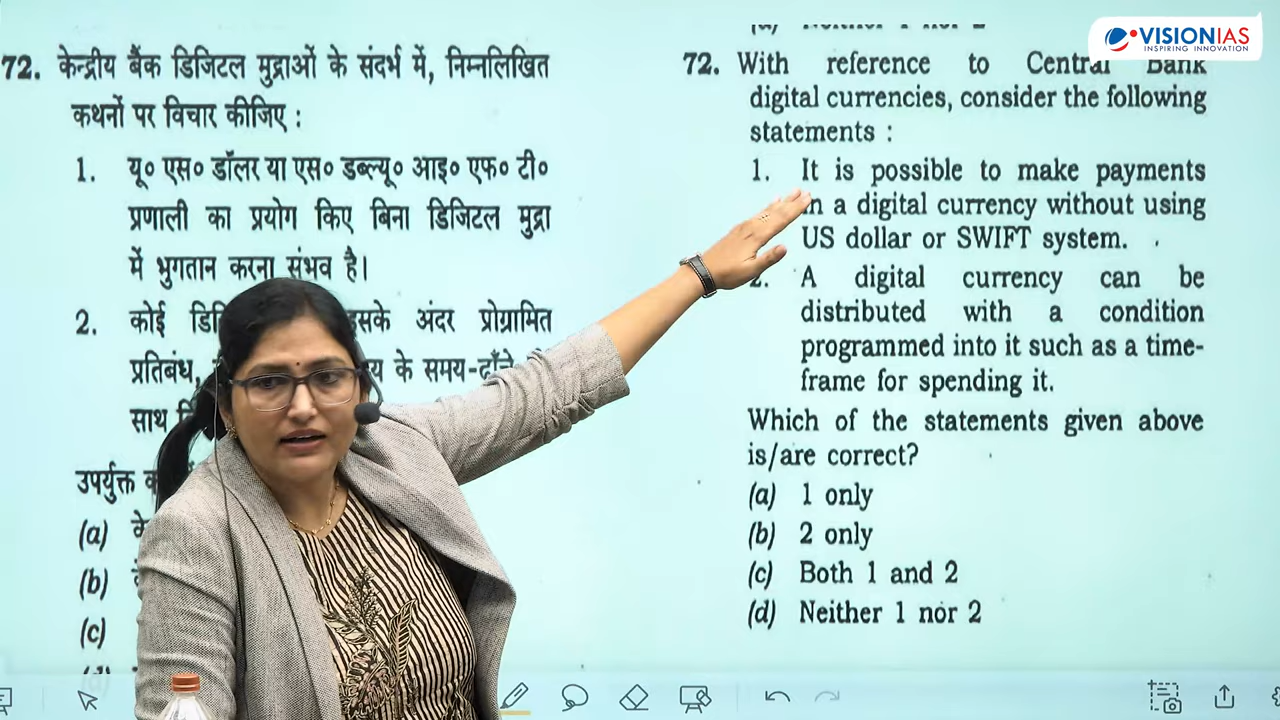 VISIONIAS
INSPIRING INNOVATION
72. केन्द्रीय बैंक डिजिटल मुद्राओं के संदर्भ में, निम्नलिखित
कथनों पर विचार कीजिए :
1. यू० एस० डॉलर या एस० डब्ल्यू० आइ० एफ० टी०
प्रणाली का प्रयोग किए बिना डिजिटल मुद्रा
में भुगतान करना संभव है।
2. कोई अंदर प्रोग्रामित
प्रतिबंध, के
साथ
उपर्युक्त
(a)
(b)
(c)
72. With reference to Central Bank
digital currencies, consider the following
statements :
1. It is possible to make payments
in a digital currency without using
US dollar or SWIFT system.
2. A digital currency can be
distributed with a condition
programmed into it such as a time-
frame for spending it.
Which of the statements given above
is/are correct?
(a) 1 only
(b) 2 only
(c) Both 1 and 2
(d) Neither 1 nor 2